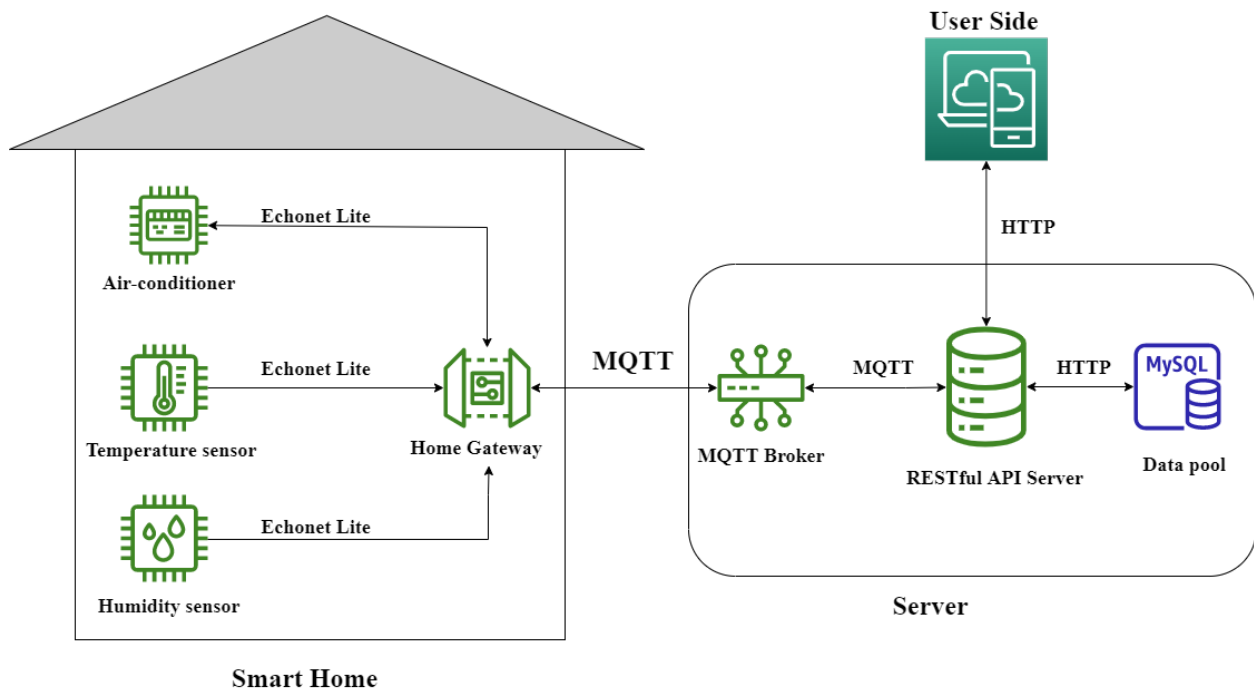 User Side
Echonet Lite
Air-conditioner
HTTP
Echonet Lite
Temperature sensor
Home Gateway
MQTT
MQTT
HTTP
MySQL
MQTT Broker
RESTful API Server
Data pool
Echonet Lite
Humidity sensor
Server
Smart Home